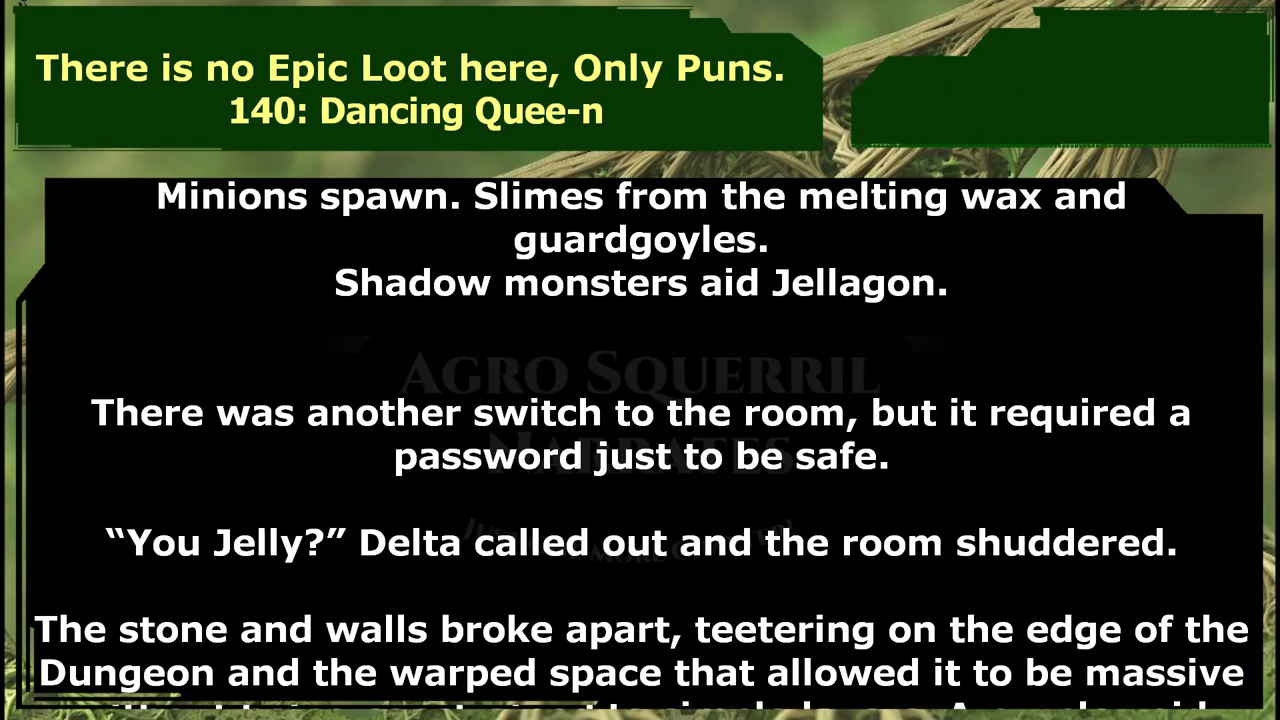 There is no Epic Loot here, Only Puns.
140: Dancing Quee-n
Minions spawn. Slimes from the melting wax and
guardgoyles.
Shadow monsters aid Jellagon.
AGRO SQUERRIL
NARRATES
There was another switch to the room, but it required a
password just to be safe.
“You Jelly?” Delta called out and the room shuddered.
The stone and walls broke apart, teetering on the edge of the
Dungeon and the warped space that allowed it to be massive